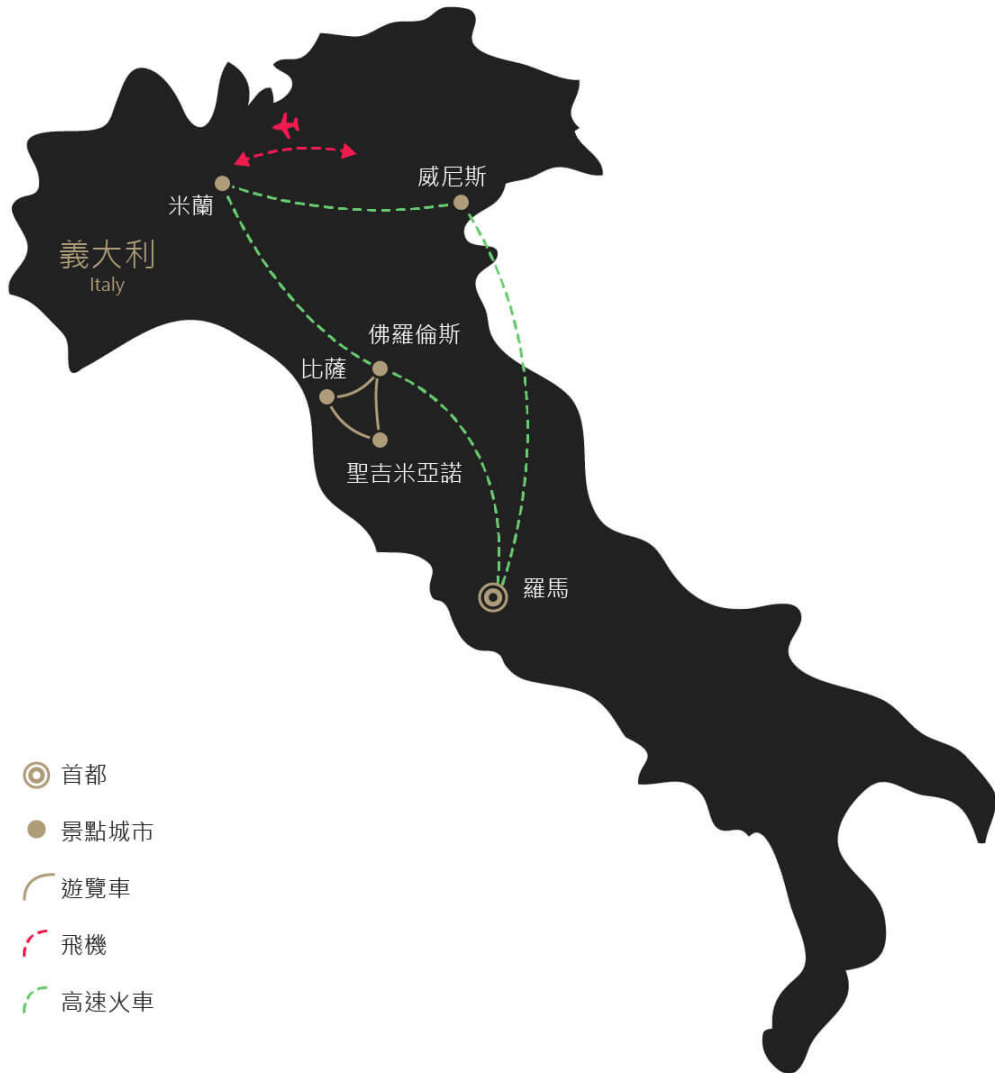 威尼斯
米蘭
義大利
Italy
佛羅倫斯
比薩
聖吉米亞諾
羅馬
首都
景點城市
遊覽車
飛機
高速火車